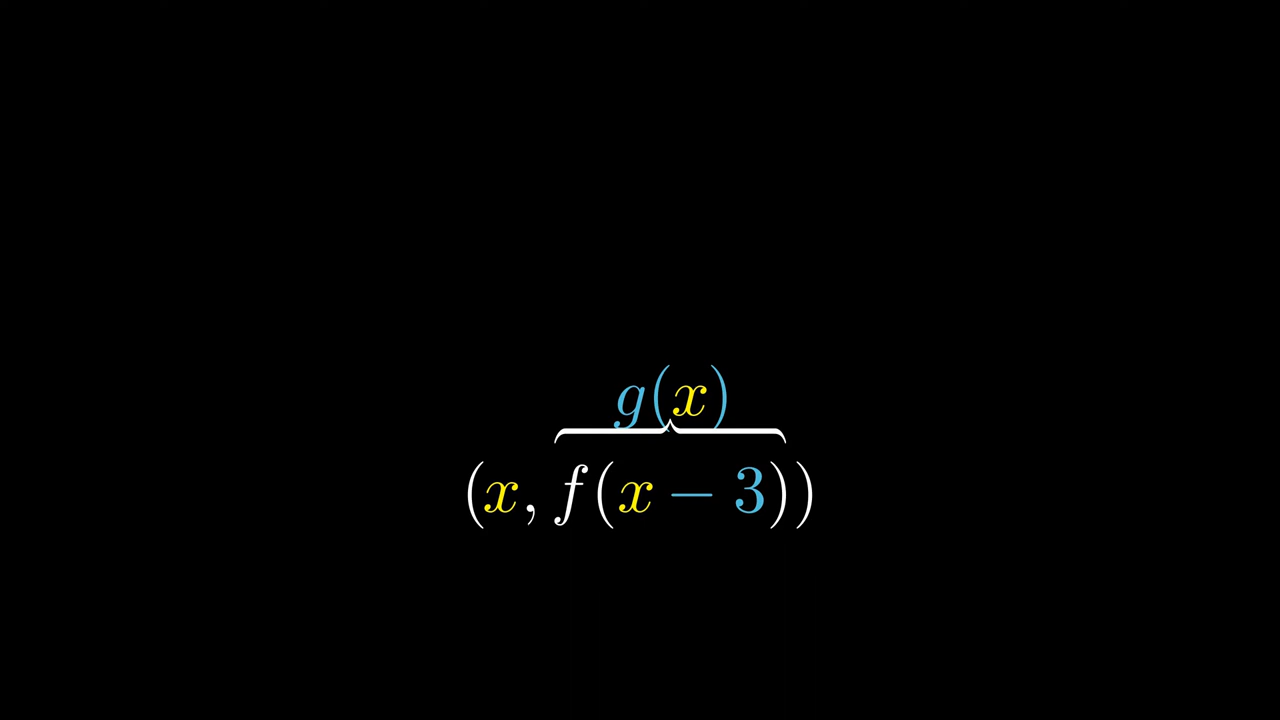 g(x)
(x, f(x − 3))